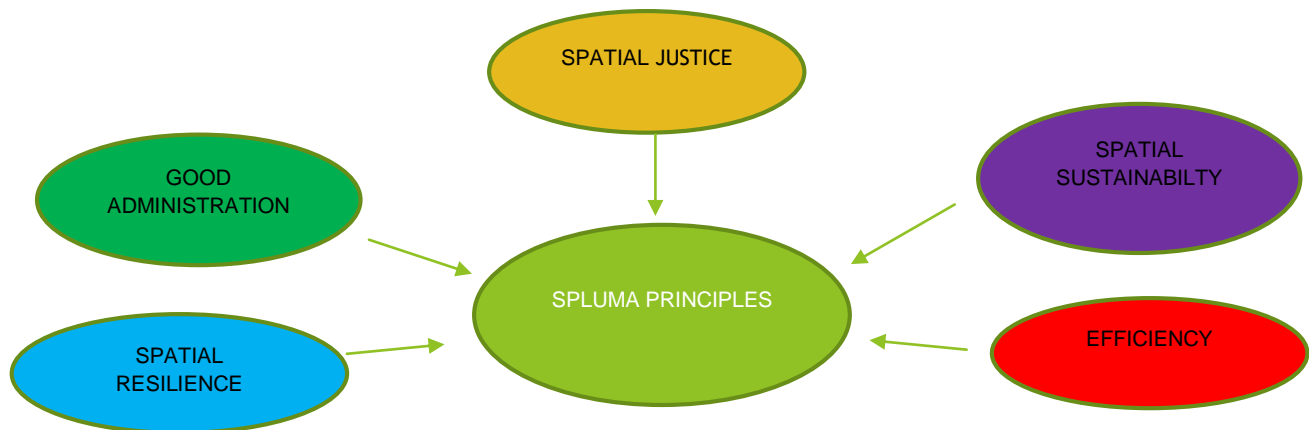 SPATIAL JUSTICE
SPATIAL
SUSTAINABILTY
GOOD
ADMINISTRATION
SPLUMA PRINCIPLES
EFFICIENCY
SPATIAL
RESILIENCE